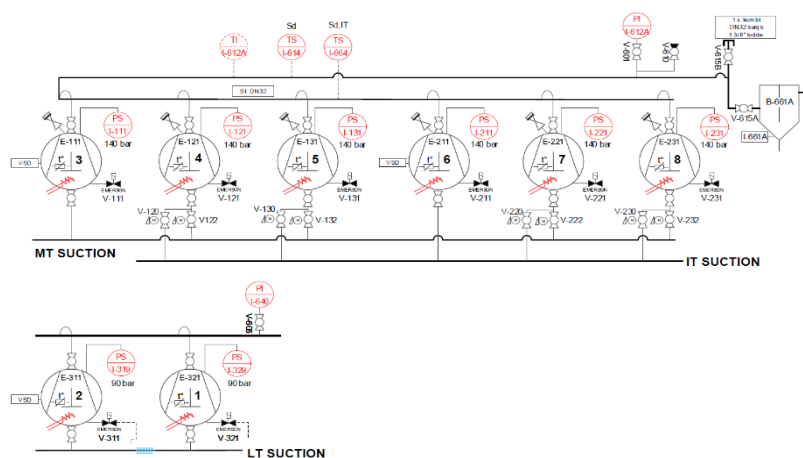 TI
I-612A
Sd
TS
I-614
Sd,IT
TS
I-664
PI
I-612A
V-601
V-610
1 x kombi
DN32 svejs
1 3/8" lodde
V-615B
St. DN32
B-661A
V-615A
I-661A
E-111
3
t°
PS
I-111
140 bar
VSD
EMERSON
V-111
E-121
4
t°
PS
I-121
140 bar
EMERSON
V-121
V-120
V122
E-131
5
t°
PS
I-131
140 bar
EMERSON
V-131
V-130
V-132
E-211
6
t°
PS
I-211
140 bar
VSD
EMERSON
V-211
E-221
7
t°
PS
I-221
140 bar
EMERSON
V-221
V-220
V-222
E-231
8
t°
PS
I-231
140 bar
EMERSON
V-231
V-230
V-232
MT SUCTION
IT SUCTION
PI
I-640
E-311
2
t°
PS
I-319
90 bar
VSD
EMERSON
V-311
E-321
1
t°
PS
I-329
90 bar
EMERSON
V-321
LT SUCTION